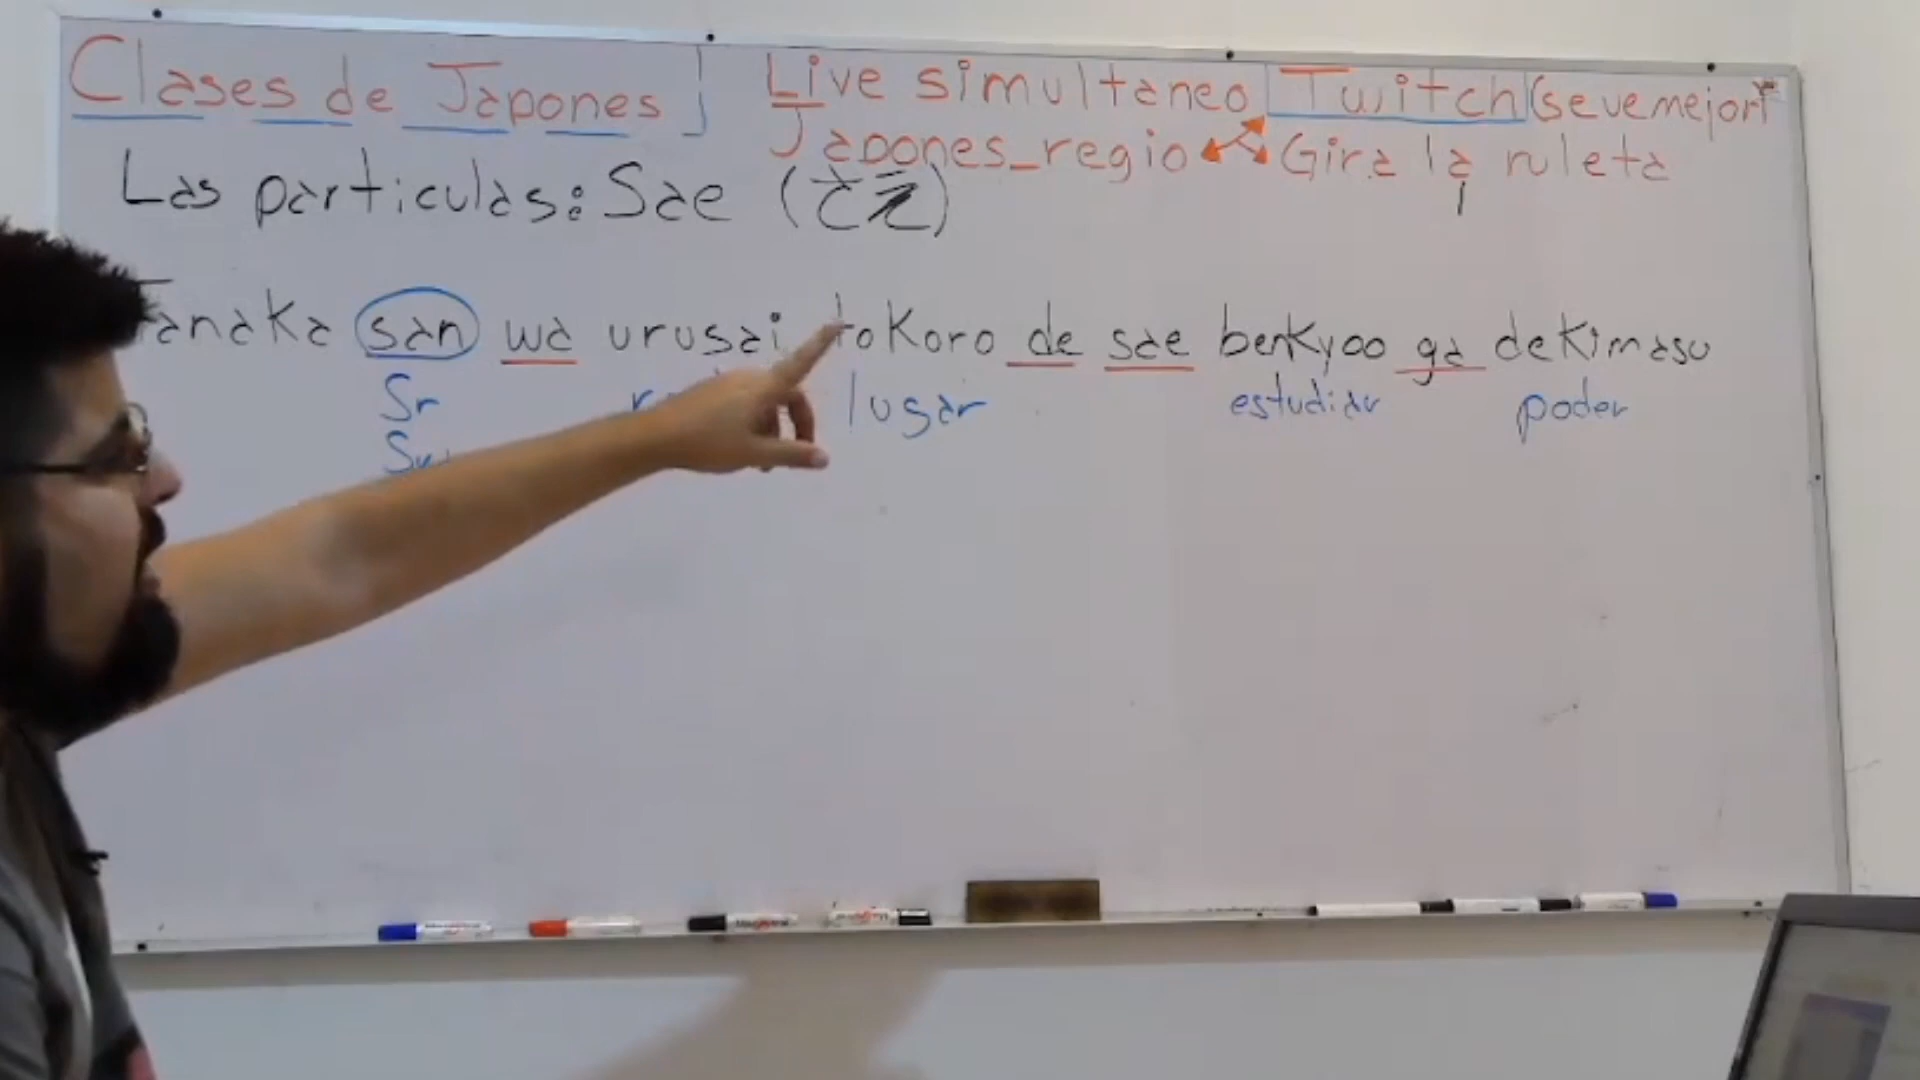 Clases de Japones
Live simultaneo Twitch (se ve mejor)
Japones_regio Gira la ruleta
Las particulas: Sae (さえ)
Tanaka san wa urusai tokoro de sae benkyoo ga dekimasu
Sr lugar estudiar poder